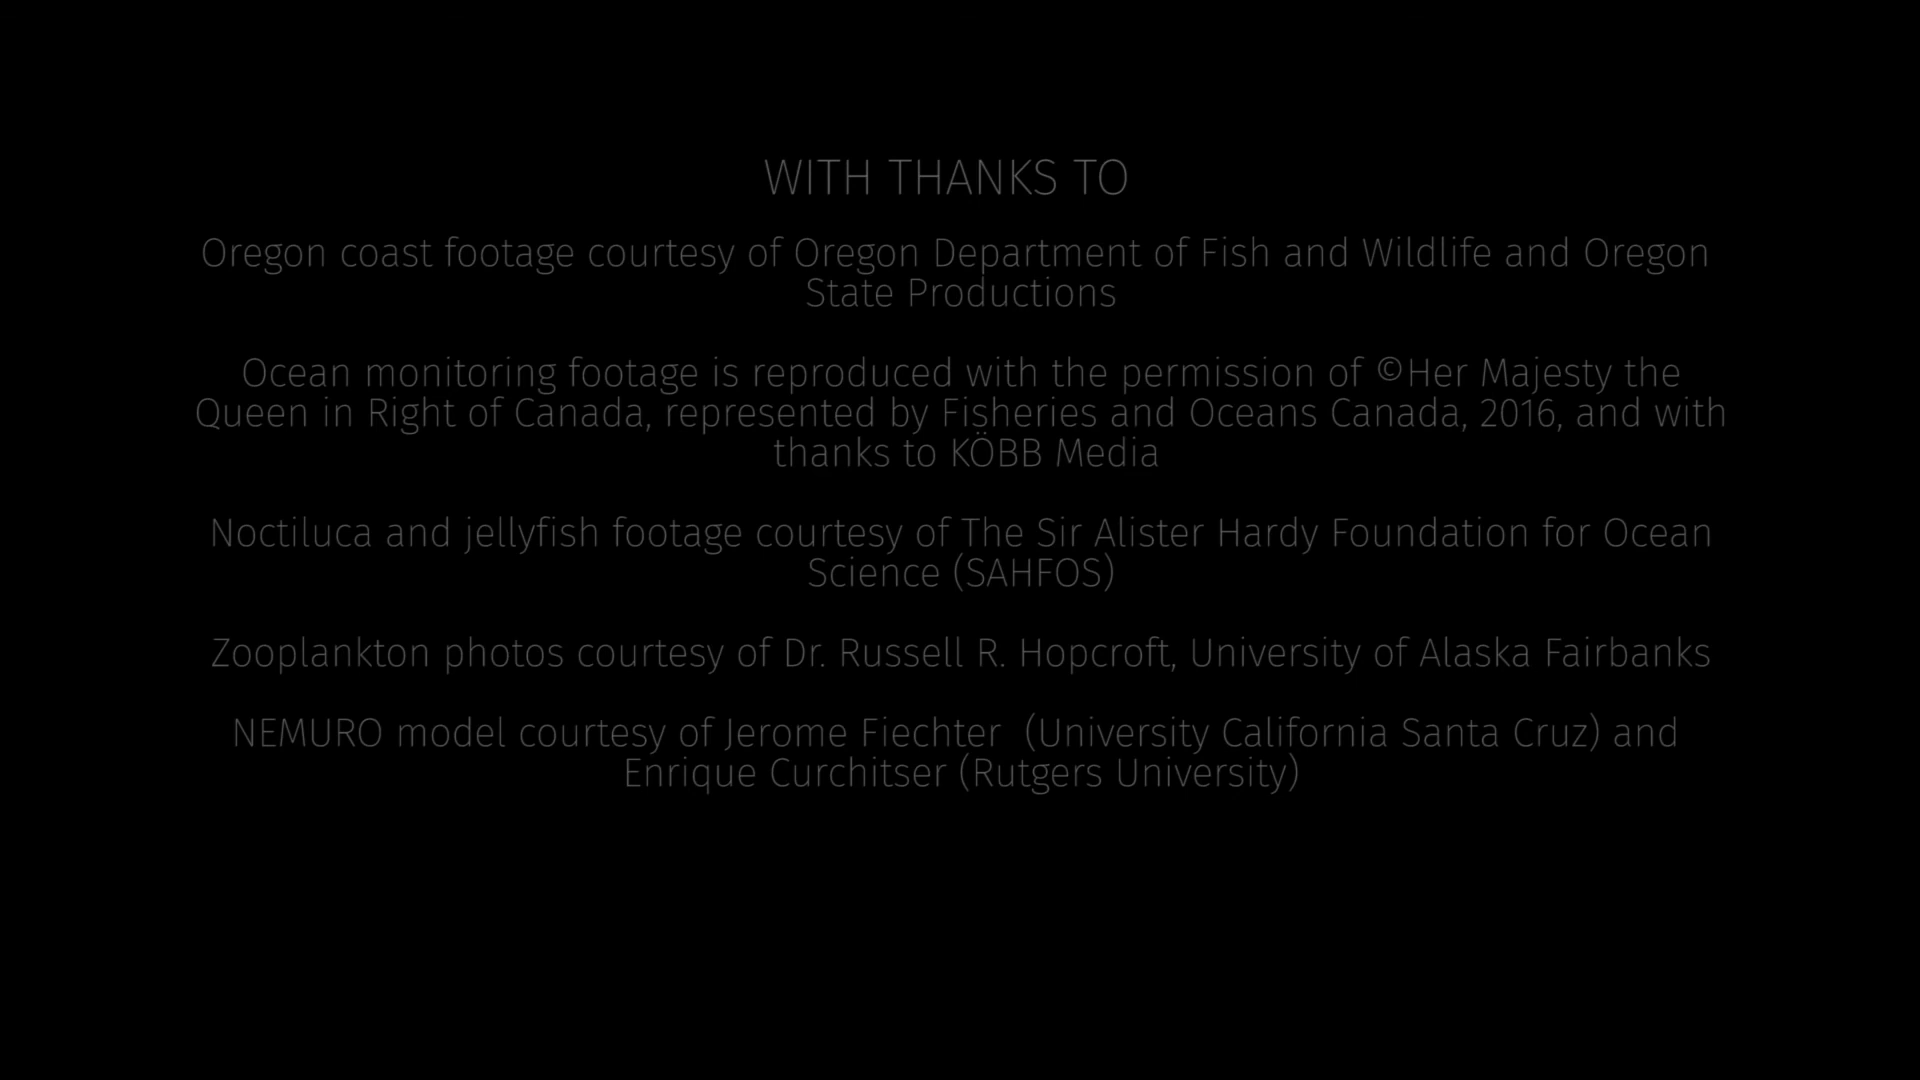 WITH THANKS TO
Oregon coast footage courtesy of Oregon Department of Fish and Wildlife and Oregon
State Productions
Ocean monitoring footage is reproduced with the permission of ©Her Majesty the
Queen in Right of Canada, represented by Fisheries and Oceans Canada, 2016, and with
thanks to KÖBB Media
Noctiluca and jellyfish footage courtesy of The Sir Alister Hardy Foundation for Ocean
Science (SAHFOS)
Zooplankton photos courtesy of Dr. Russell R. Hopcroft, University of Alaska Fairbanks
NEMURO model courtesy of Jerome Fiechter  (University California Santa Cruz) and
Enrique Curchitser (Rutgers University)